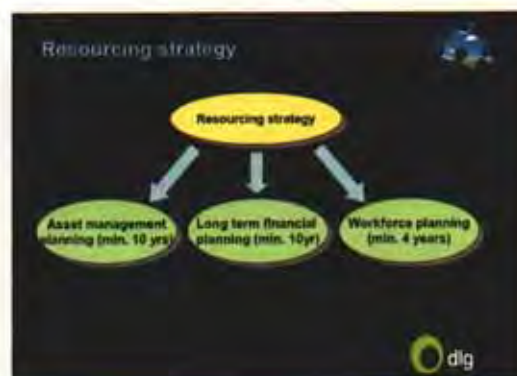 Resourcing strategy
Resourcing strategy
Asset management
planning (min. 10 yrs)
Long term financial
planning (min. 10yr)
Workforce planning
(min. 4 years)
dlg